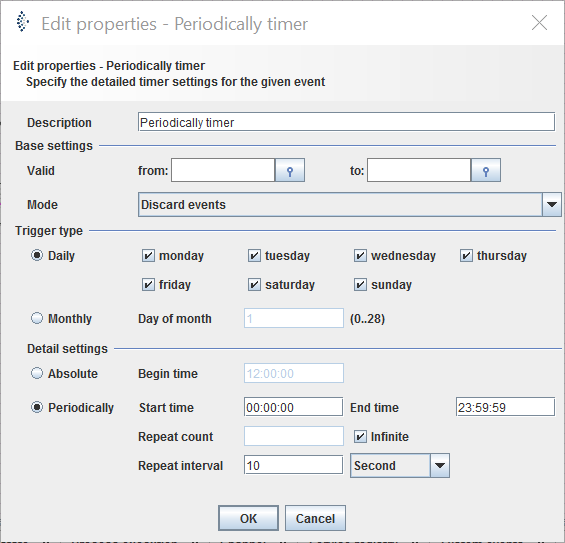 Edit properties - Periodically timer
Edit properties - Periodically timer
Specify the detailed timer settings for the given event
Description Periodically timer
Base settings
Valid from: to:
Mode Discard events
Trigger type
Daily monday tuesday wednesday thursday
friday saturday sunday
Monthly Day of month 1 (0..28)
Detail settings
Absolute Begin time 12:00:00
Periodically Start time 00:00:00 End time 23:59:59
Repeat count Infinite
Repeat interval 10 Second
OK Cancel